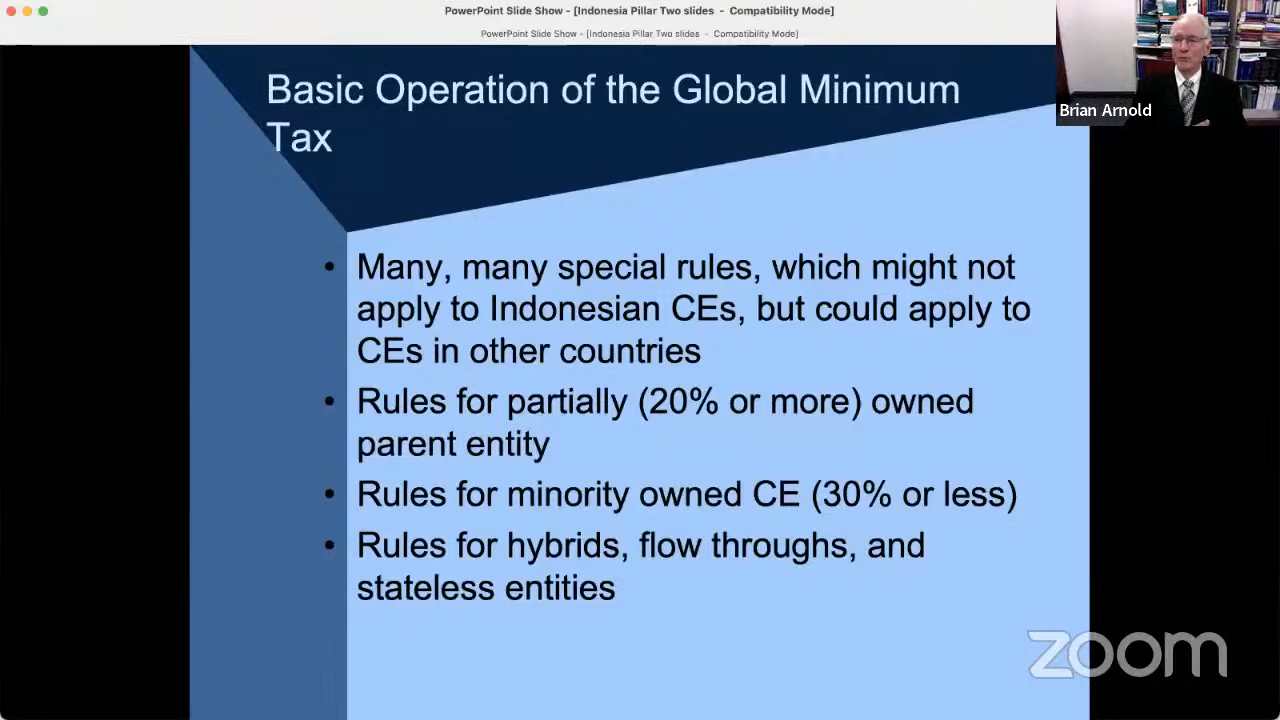 PowerPoint Slide Show - [Indonesia Pillar Two slides - Compatibility Mode]
PowerPoint Slide Show - [Indonesia Pillar Two slides - Compatibility Mode]
Brian Arnold
Basic Operation of the Global Minimum
Tax
• Many, many special rules, which might not
apply to Indonesian CEs, but could apply to
CEs in other countries
• Rules for partially (20% or more) owned
parent entity
• Rules for minority owned CE (30% or less)
• Rules for hybrids, flow throughs, and
stateless entities
zoom